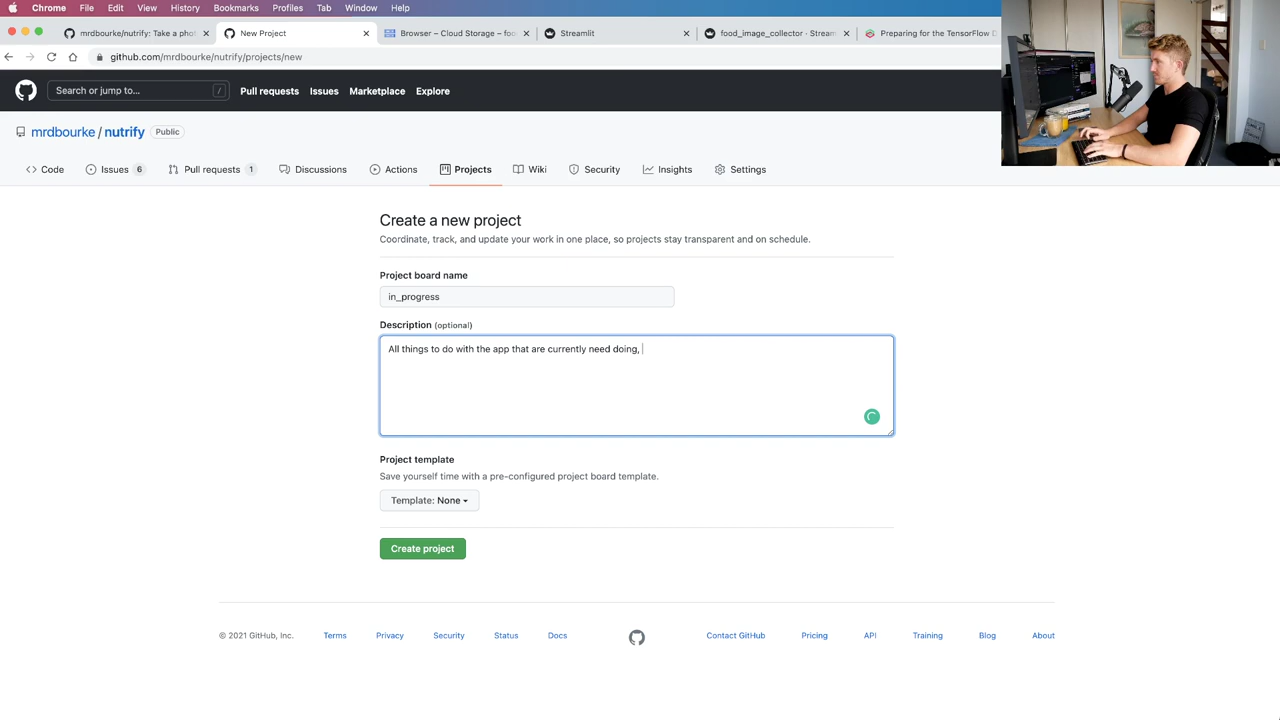 Chrome File Edit View History Bookmarks Profiles Tab Window Help
mrdbourke/nutrify: Take a pho
New Project
Browser – Cloud Storage – foo
Streamlit
food_image_collector · Stream
Preparing for the TensorFlow D
github.com/mrdbourke/nutrify/projects/new
Search or jump to... /
Pull requests Issues Marketplace Explore
mrdbourke / nutrify Public
Code Issues 6 Pull requests 1 Discussions Actions Projects Wiki Security Insights Settings
Create a new project
Coordinate, track, and update your work in one place, so projects stay transparent and on schedule.
Project board name
in_progress
Description (optional)
All things to do with the app that are currently need doing,
Project template
Save yourself time with a pre-configured project board template.
Template: None
Create project
© 2021 GitHub, Inc. Terms Privacy Security Status Docs Contact GitHub Pricing API Training Blog About